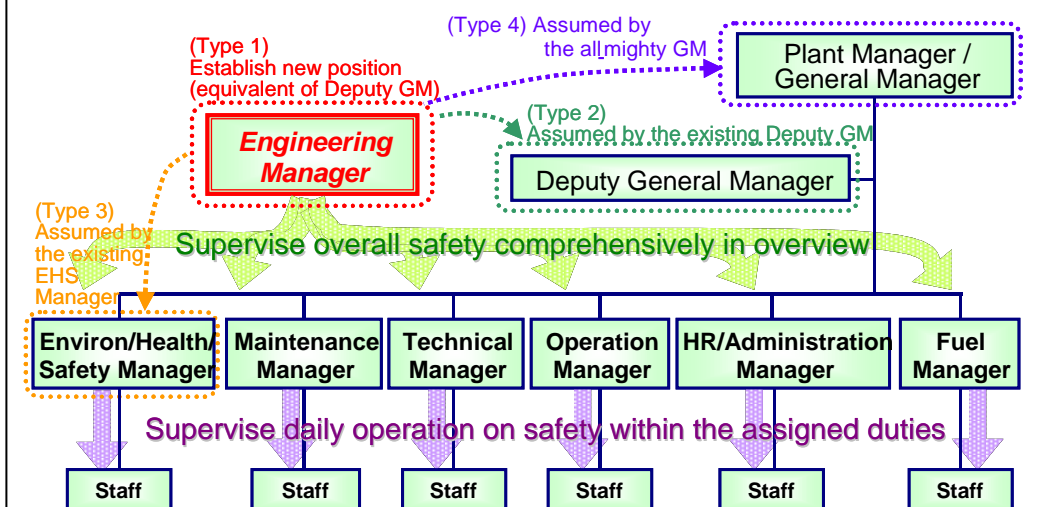 (Type 4) Assumed by
the all mighty GM
Plant Manager /
General Manager
(Type 1)
Establish new position
(equivalent of Deputy GM)
Engineering
Manager
(Type 2)
Assumed by the existing Deputy GM
Deputy General Manager
(Type 3)
Assumed by
the existing
EHS
Manager
Supervise overall safety comprehensively in overview
Environ/Health/
Safety Manager
Maintenance
Manager
Technical
Manager
Operation
Manager
HR/Administration
Manager
Fuel
Manager
Supervise daily operation on safety within the assigned duties
Staff
Staff
Staff
Staff
Staff
Staff